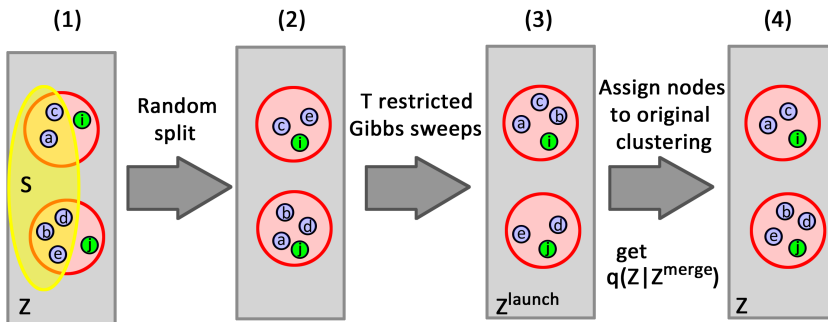 (1)
(2)
(3)
(4)
c
i
a
S
d
b
j
e
Z
Random
split
c
e
i
b
d
a
j
T restricted
Gibbs sweeps
c
a
b
i
e
d
j
Z^launch
Assign nodes
to original
clustering
get
q(Z|Z^merge)
a
c
i
b
d
e
i
Z